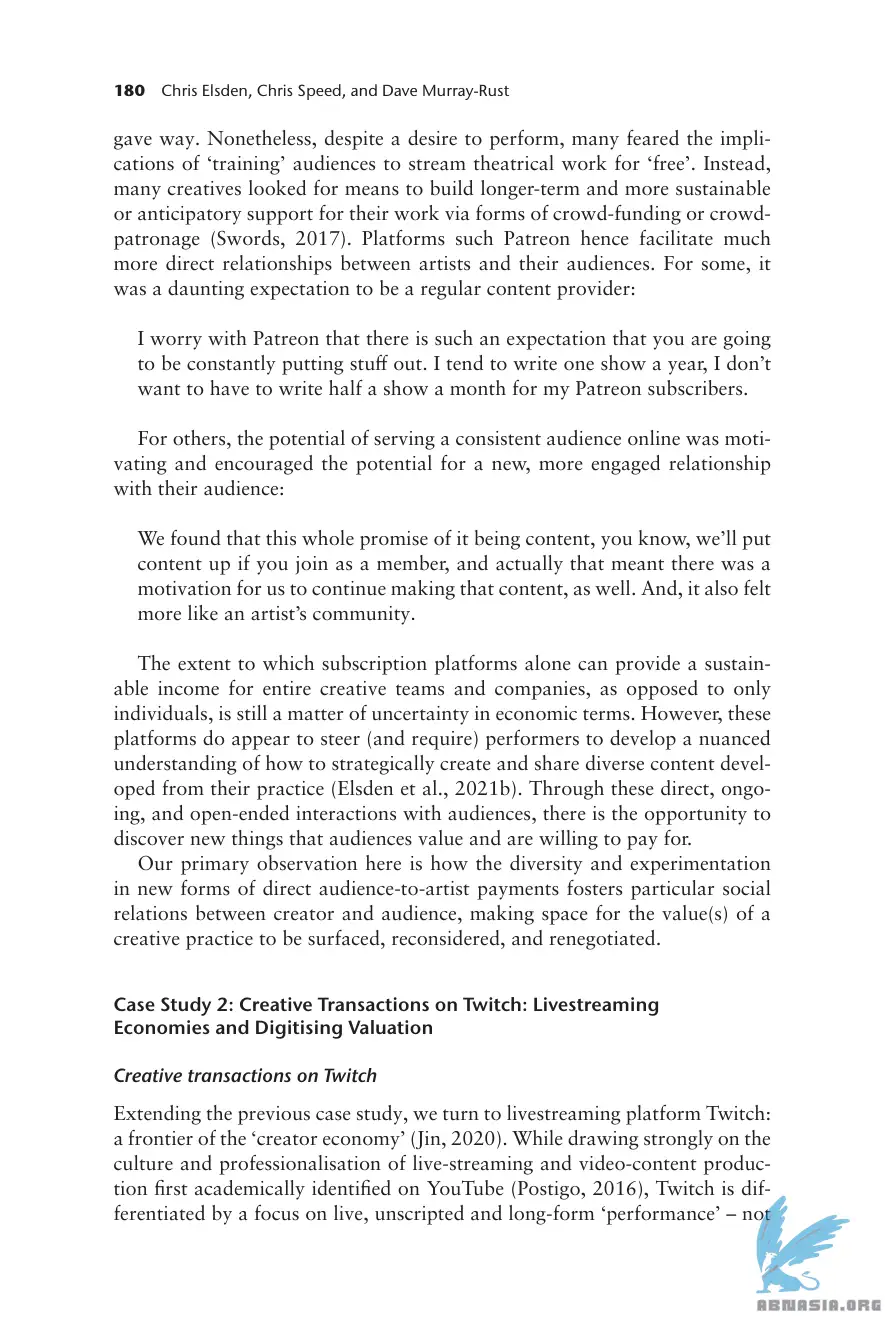 180 Chris Elsden, Chris Speed, and Dave Murray-Rust
gave way. Nonetheless, despite a desire to perform, many feared the impli-
cations of ‘training’ audiences to stream theatrical work for ‘free’. Instead,
many creatives looked for means to build longer-term and more sustainable
or anticipatory support for their work via forms of crowd-funding or crowd-
patronage (Swords, 2017). Platforms such Patreon hence facilitate much
more direct relationships between artists and their audiences. For some, it
was a daunting expectation to be a regular content provider:
I worry with Patreon that there is such an expectation that you are going
to be constantly putting stuff out. I tend to write one show a year, I don’t
want to have to write half a show a month for my Patreon subscribers.
For others, the potential of serving a consistent audience online was moti-
vating and encouraged the potential for a new, more engaged relationship
with their audience:
We found that this whole promise of it being content, you know, we’ll put
content up if you join as a member, and actually that meant there was a
motivation for us to continue making that content, as well. And, it also felt
more like an artist’s community.
The extent to which subscription platforms alone can provide a sustain-
able income for entire creative teams and companies, as opposed to only
individuals, is still a matter of uncertainty in economic terms. However, these
platforms do appear to steer (and require) performers to develop a nuanced
understanding of how to strategically create and share diverse content devel-
oped from their practice (Elsden et al., 2021b). Through these direct, ongo-
ing, and open-ended interactions with audiences, there is the opportunity to
discover new things that audiences value and are willing to pay for.
Our primary observation here is how the diversity and experimentation
in new forms of direct audience-to-artist payments fosters particular social
relations between creator and audience, making space for the value(s) of a
creative practice to be surfaced, reconsidered, and renegotiated.
Case Study 2: Creative Transactions on Twitch: Livestreaming
Economies and Digitising Valuation
Creative transactions on Twitch
Extending the previous case study, we turn to livestreaming platform Twitch:
a frontier of the ‘creator economy’ (Jin, 2020). While drawing strongly on the
culture and professionalisation of live-streaming and video-content produc-
tion first academically identified on YouTube (Postigo, 2016), Twitch is dif-
ferentiated by a focus on live, unscripted and long-form ‘performance’ – not
ABNASIA.ORG